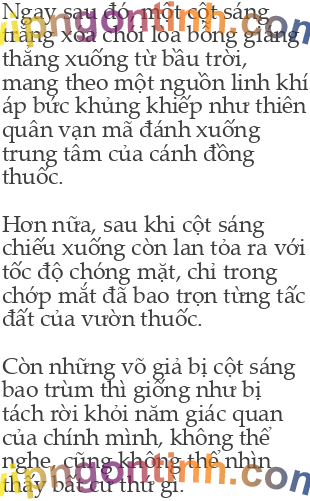 Ngay sau đó, một cột sáng
trắng xóa chói lòa bỗng giáng
thẳng xuống từ bầu trời,
mang theo một nguồn linh khí
áp bức khủng khiếp như thiên
quân vạn mã đánh xuống
trung tâm của cánh đồng
thuốc.
Hơn nữa, sau khi cột sáng
chiếu xuống còn lan tỏa ra với
tốc độ chóng mặt, chỉ trong
chớp mắt đã bao trọn từng tấc
đất của vườn thuốc.
Còn những võ giả bị cột sáng
bao trùm thì giống như bị
tách rời khỏi năm giác quan
của chính mình, không thể
nghe, cũng không thể nhìn
thấy bất cứ thứ gì.